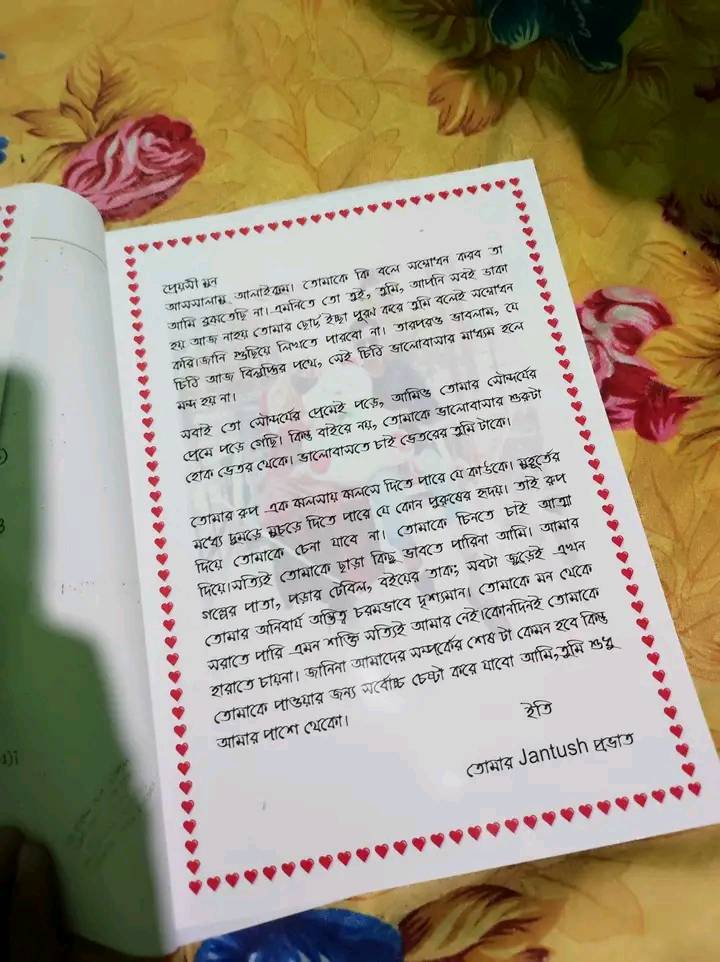 প্রেয়সী মন
আসসালামু আলাইকুম। তোমাকে কি বলে সম্বোধন করব তা
আমি বুঝতেছি না। এমনিতে তো তুই, তুমি, আপনি সবই ডাকা
হয় আজ নাহয় তোমার ছোট্ট ইচ্ছা পূরণ করে তুমি বলেই সম্বোধন
করি।জানি গুছিয়ে লিখতে পারবো না। তারপরও ভাবলাম, যে
চিঠি আজ বিলুপ্তির পথে, সেই চিঠি ভালোবাসার মাধ্যম হলে
মন্দ হয় না।
সবাই তো সৌন্দর্যের প্রেমেই পড়ে, আমিও তোমার সৌন্দর্যের
প্রেমে পড়ে গেছি। কিন্তু বাইরে নয়, তোমাকে ভালোবাসার শুরুটা
হোক ভেতর থেকে। ভালোবাসতে চাই ভেতরের তুমি টাকে।
তোমার রুপ এক ঝলসায় ঝলসে দিতে পারে যে কাউকে। মুহূর্তের
মধ্যে দুমড়ে মুচড়ে দিতে পারে যে কোন পুরুষের হৃদয়। তাই রুপ
দিয়ে তোমাকে চেনা যাবে না। তোমাকে চিনতে চাই আত্মা
দিয়ে।সত্যিই তোমাকে ছাড়া কিছু ভাবতে পারিনা আমি। আমার
গল্পের পাতা, পড়ার টেবিল, বইয়ের তাক; সবটা জুড়েই এখন
তোমার অনিবার্য অস্তিত্ব চরমভাবে দৃশ্যমান। তোমাকে মন থেকে
সরাতে পারি এমন শক্তি সত্যিই আমার নেই।কোনদিনই তোমাকে
হারাতে চায়না। জানিনা আমাদের সম্পর্কের শেষ টা কেমন হবে কিন্তু
তোমাকে পাওয়ার জন্য সর্বোচ্চ চেষ্টা করে যাবো আমি,তুমি শুধু
আমার পাশে থেকো।
ইতি
তোমার Jantush প্রভাত